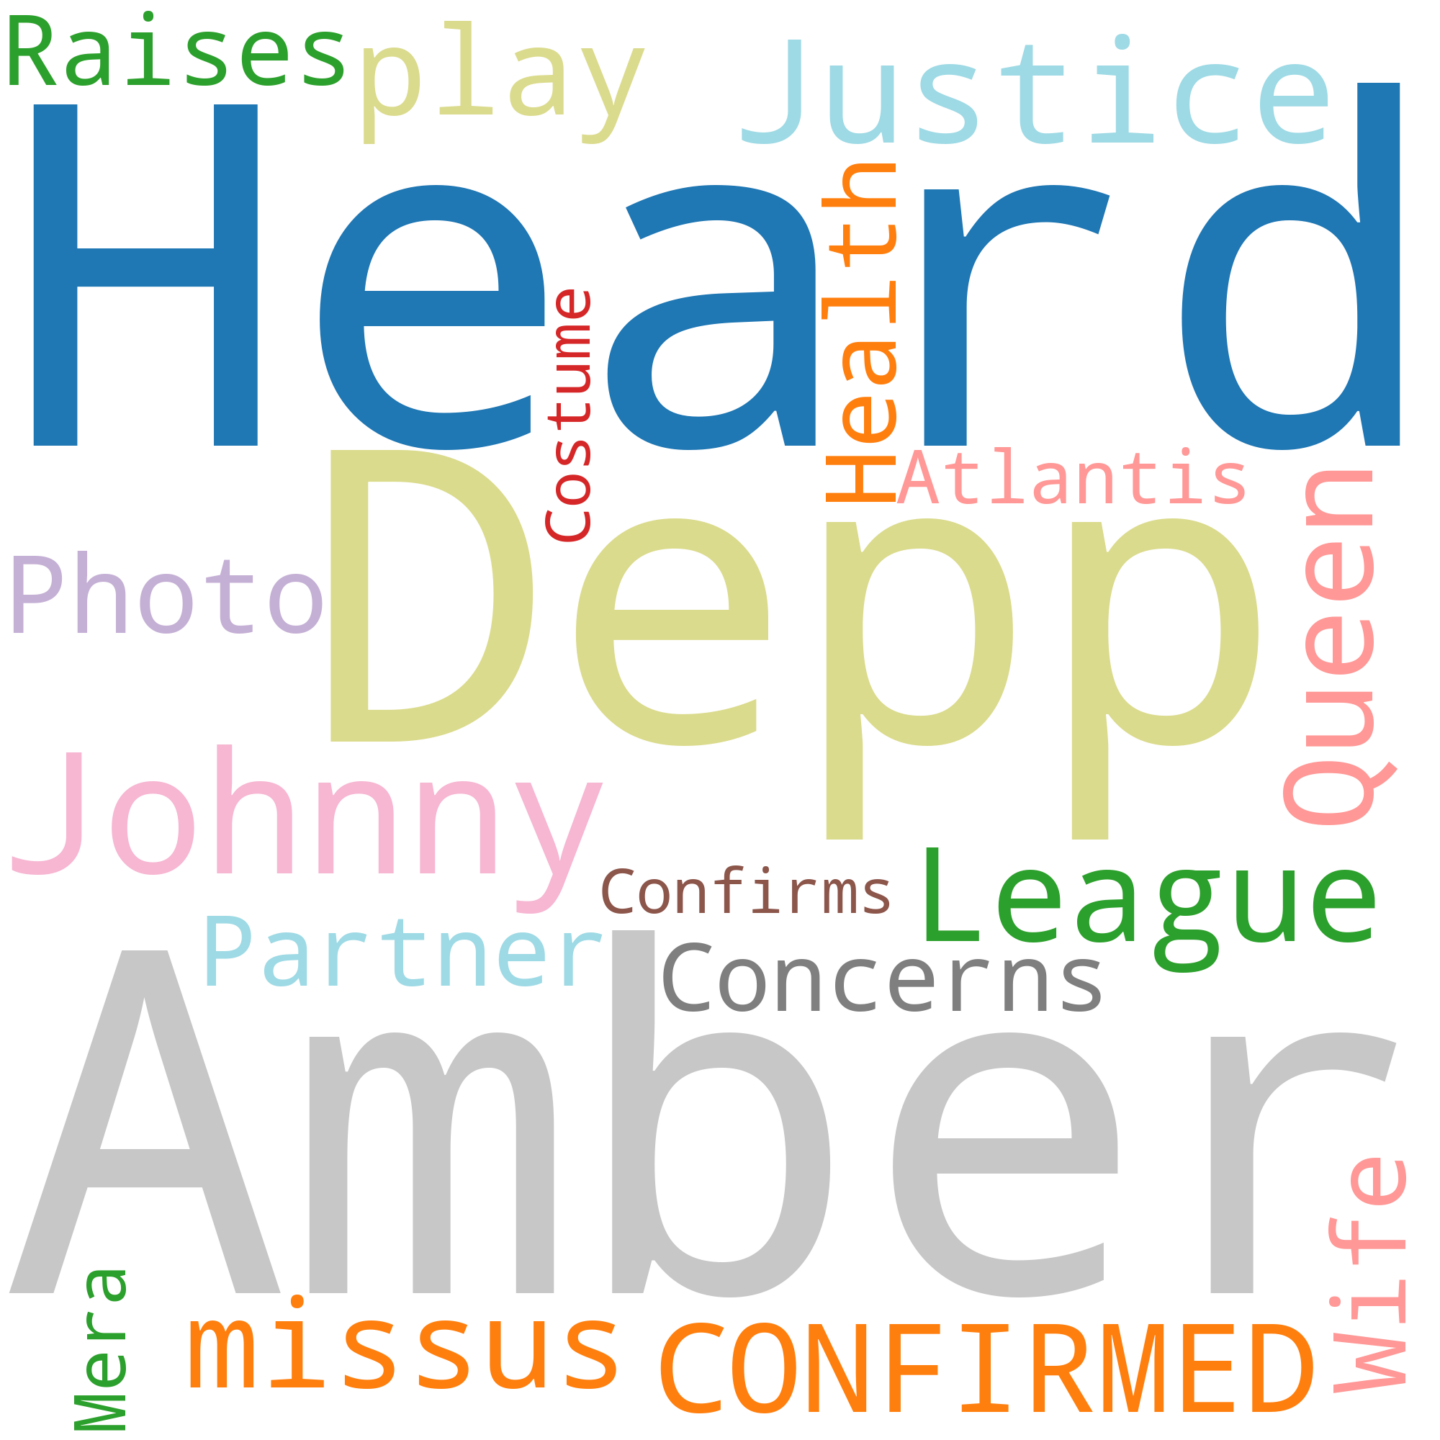 Raises
play
Justice
Heard
Health
Costume
Atlantis
Queen
Depp
Photo
Johnny
Confirms
League
Partner
Concerns
Amber
Wife
Mera
missus
CONFIRMED